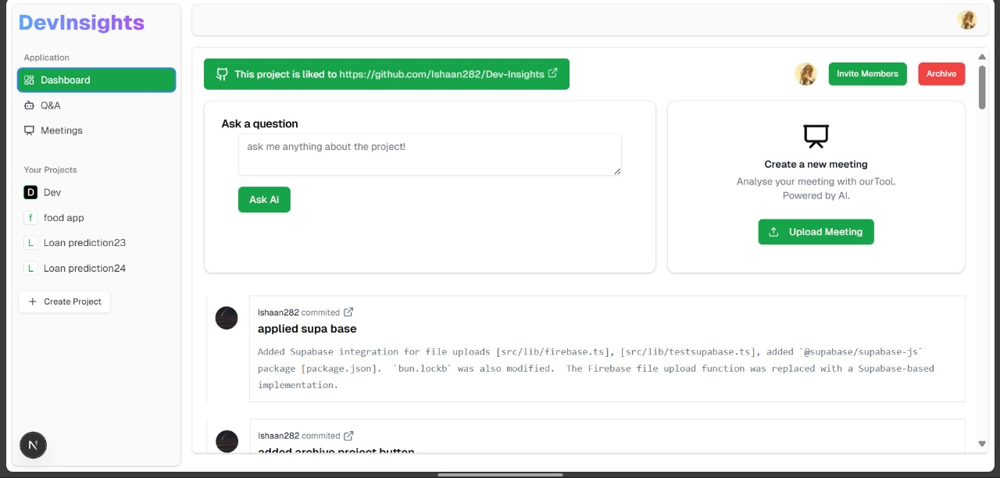 DevInsights
Application
Dashboard
Q&A
Meetings
Your Projects
D Dev
f food app
L Loan prediction23
L Loan prediction24
+ Create Project
N
This project is liked to https://github.com/Ishaan282/Dev-Insights
Invite Members
Archive
Ask a question
ask me anything about the project!
Ask Ai
Create a new meeting
Analyse your meeting with ourTool.
Powered by AI.
Upload Meeting
Ishaan282 commited
applied supa base
Added Supabase integration for file uploads [src/lib/firebase.ts], [src/lib/testsupabase.ts], added `@supabase/supabase-js`
package [package.json].  `bun.lockb` was also modified.  The Firebase file upload function was replaced with a Supabase-based
implementation.
Ishaan282 commited
added archive project button